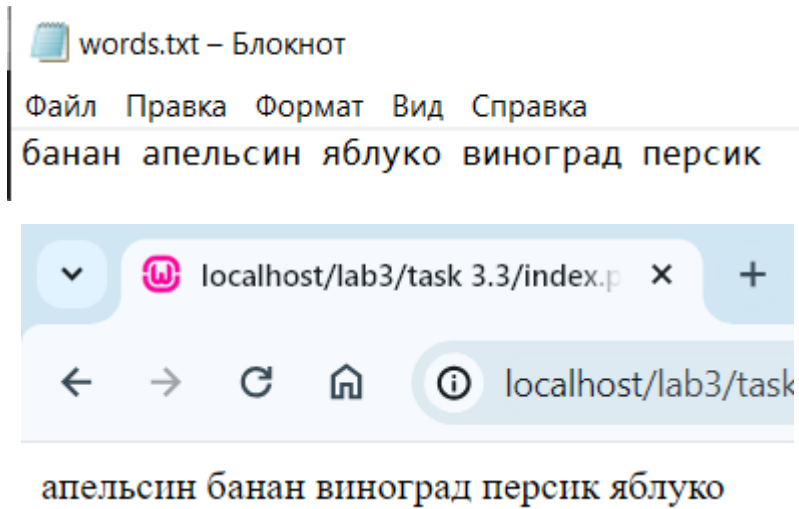 words.txt – Блокнот
Файл Правка Формат Вид Справка
банан апельсин яблуко виноград персик
localhost/lab3/task 3.3/index.p
localhost/lab3/task
апельсин банан виноград персик яблуко